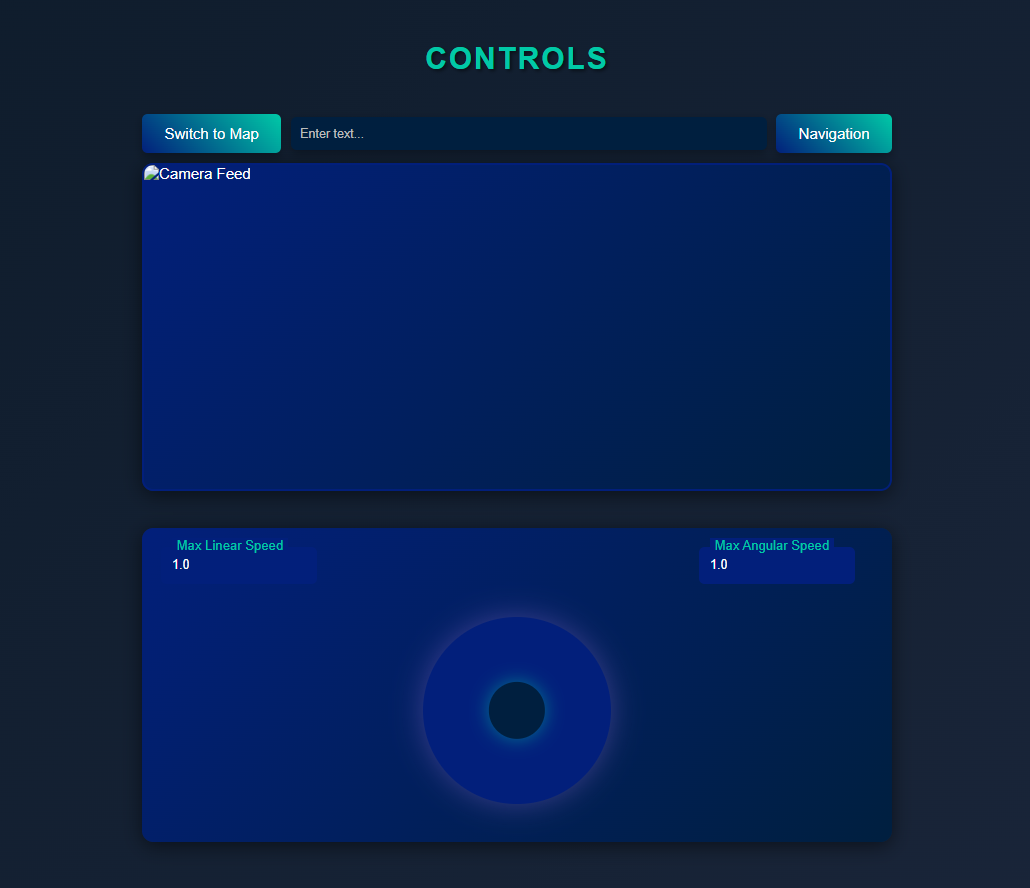 CONTROLS
Switch to Map
Enter text...
Navigation
Camera Feed
Max Linear Speed
1.0
Max Angular Speed
1.0